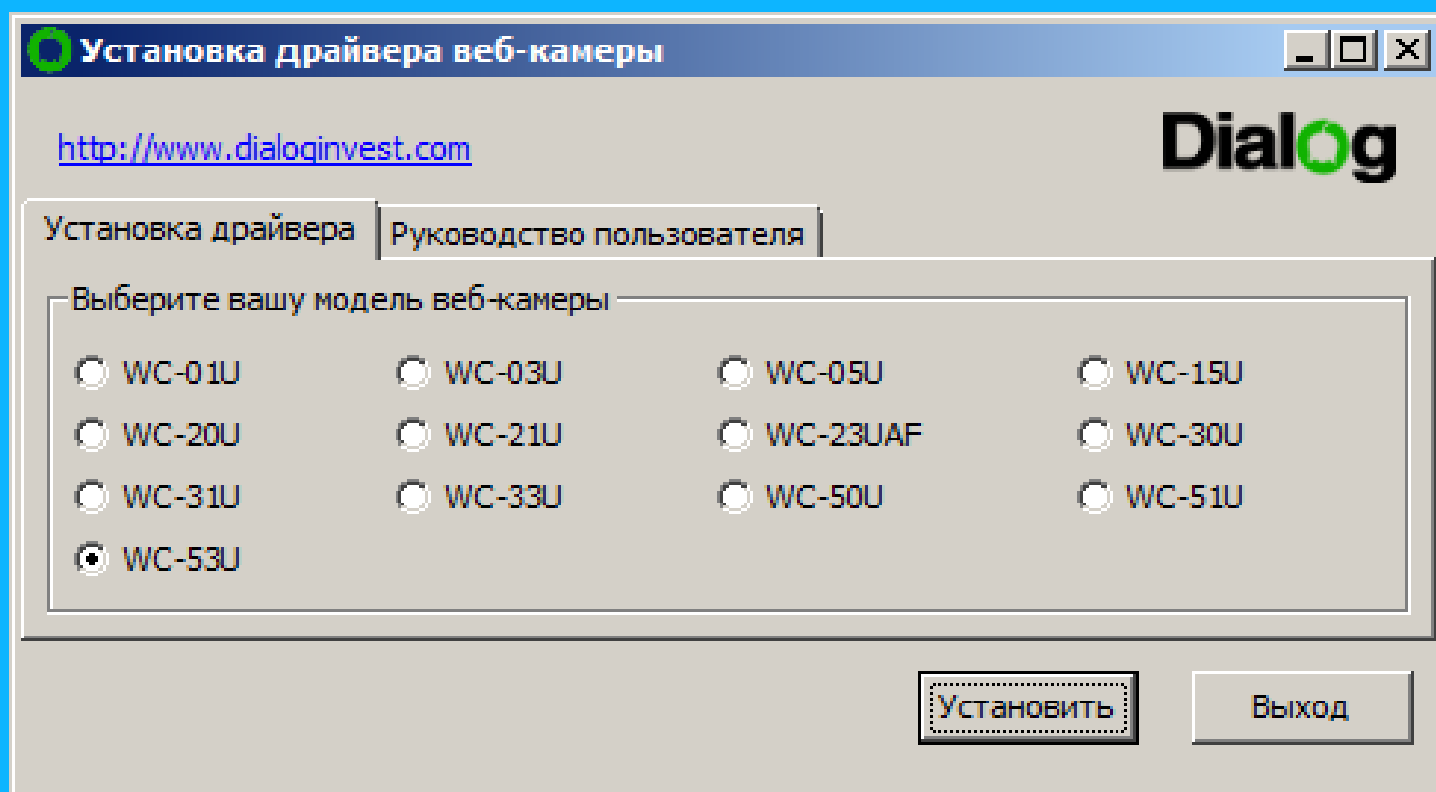 Установка драйвера веб-камеры
http://www.dialoginvest.com
Dialog
Установка драйвера Руководство пользователя
Выберите вашу модель веб-камеры
WC-01U WC-03U WC-05U WC-15U
WC-20U WC-21U WC-23UAF WC-30U
WC-31U WC-33U WC-50U WC-51U
WC-53U
Установить Выход